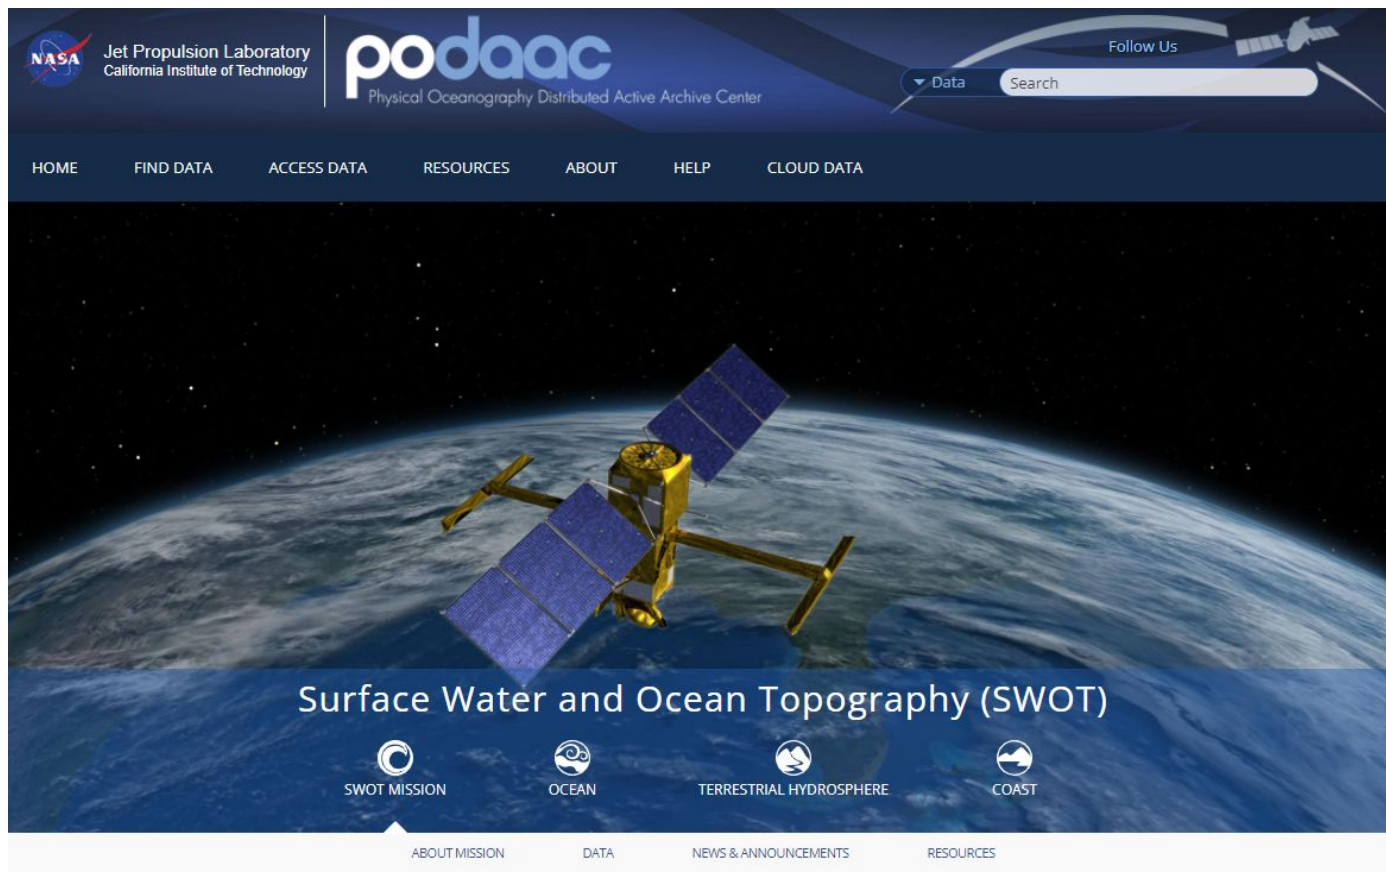 NASA
Jet Propulsion Laboratory
California Institute of Technology
podaac
Physical Oceanography Distributed Active Archive Center
Follow Us
Data
Search
HOME FIND DATA ACCESS DATA RESOURCES ABOUT HELP CLOUD DATA
Surface Water and Ocean Topography (SWOT)
SWOT MISSION OCEAN TERRESTRIAL HYDROSPHERE COAST
ABOUT MISSION DATA NEWS & ANNOUNCEMENTS RESOURCES